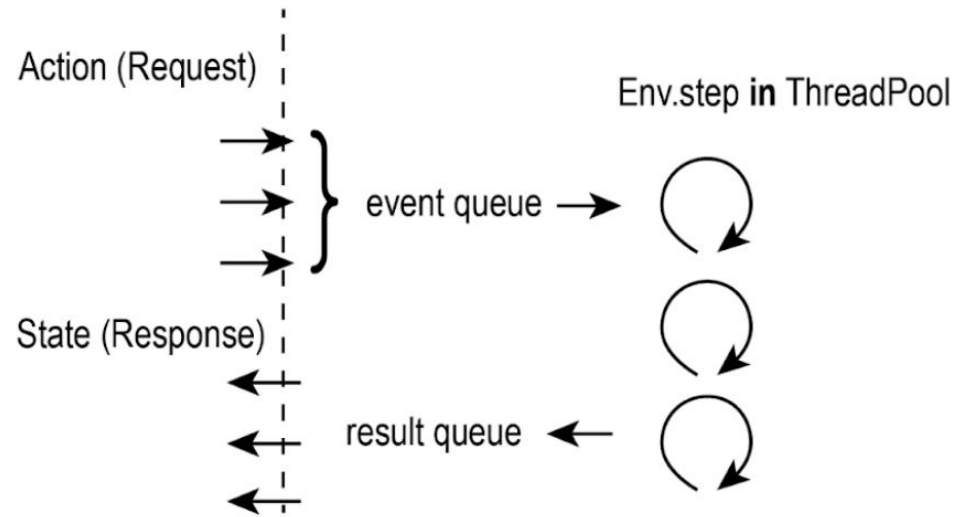 Action (Request)
Env.step in ThreadPool
event queue
State (Response)
result queue